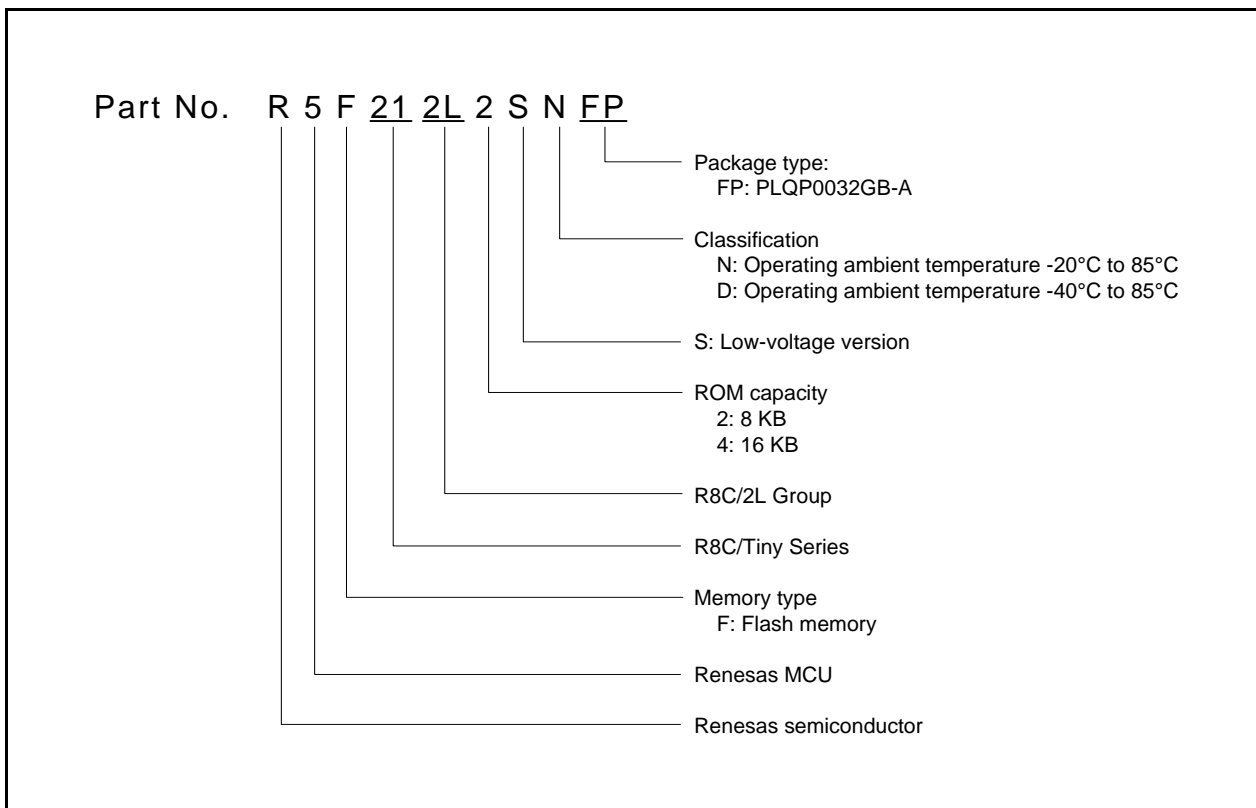 Part No. R 5 F 21 2L 2 S N FP
Package type:
FP: PLQP0032GB-A
Classification
N: Operating ambient temperature -20°C to 85°C
D: Operating ambient temperature -40°C to 85°C
S: Low-voltage version
ROM capacity
2: 8 KB
4: 16 KB
R8C/2L Group
R8C/Tiny Series
Memory type
F: Flash memory
Renesas MCU
Renesas semiconductor